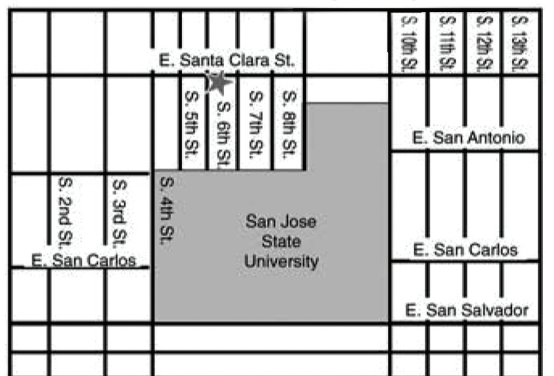 S. 10th St.
S. 11th St.
S. 12th St.
S. 13th St.
E. Santa Clara St.
S. 5th St.
S. 6th St.
S. 7th St.
S. 8th St.
E. San Antonio
S. 2nd St.
S. 3rd St.
S. 4th St.
San Jose
State
University
E. San Carlos
E. San Carlos
E. San Salvador